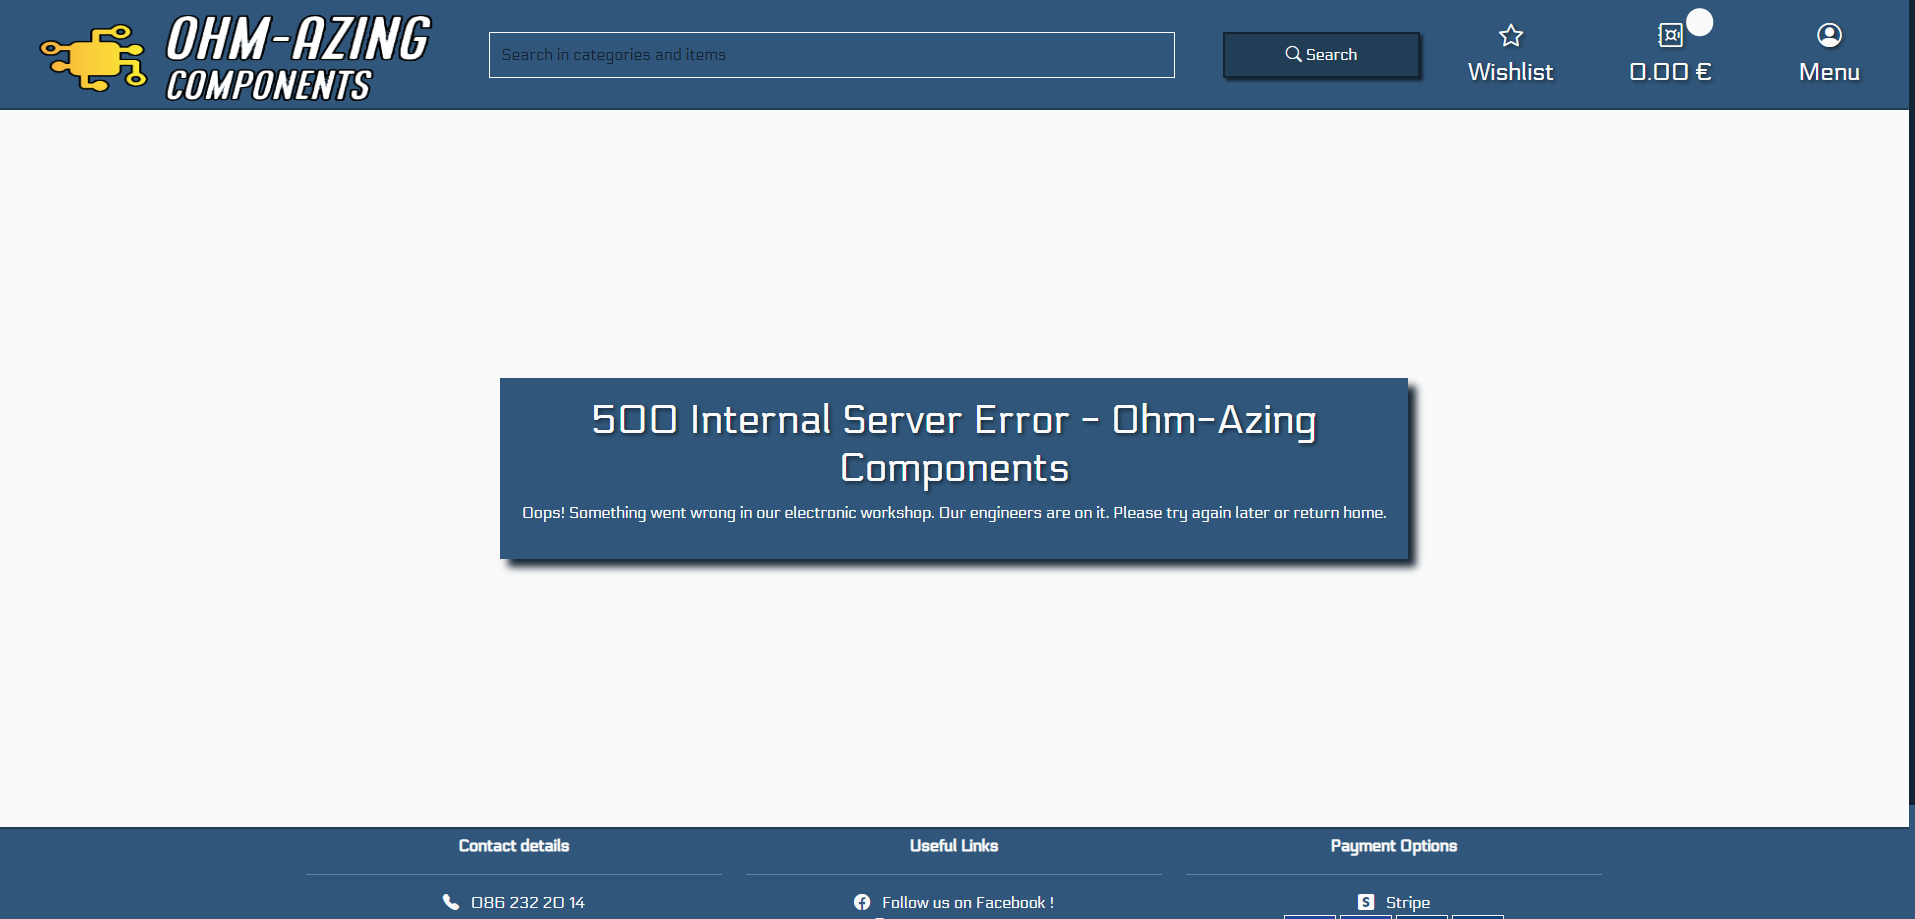 OHM-AZING
COMPONENTS
Search in categories and items
Search
Wishlist
0.00 €
Menu
500 Internal Server Error - Ohm-Azing
Components
Oops! Something went wrong in our electronic workshop. Our engineers are on it. Please try again later or return home.
Contact details
Useful Links
Payment Options
086 232 20 14
Follow us on Facebook !
S Stripe